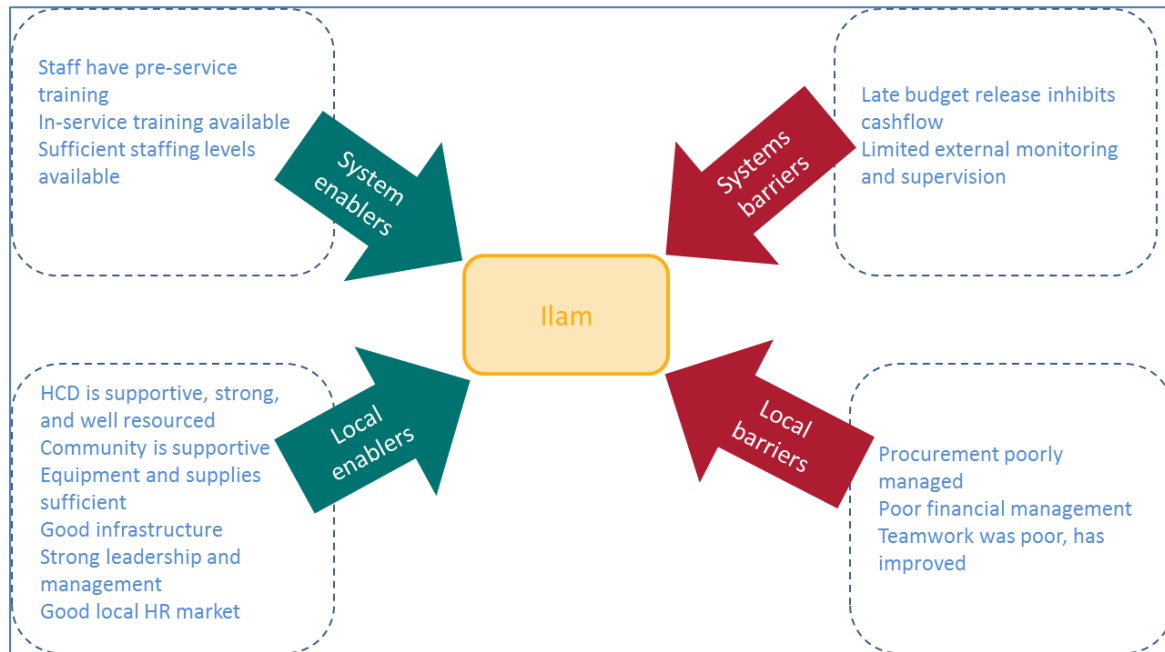 Staff have pre-service
training
In-service training available
Sufficient staffing levels
available
System
enablers
Systems
barriers
Late budget release inhibits
cashflow
Limited external monitoring
and supervision
Ilam
HCD is supportive, strong,
and well resourced
Community is supportive
Equipment and supplies
sufficient
Good infrastructure
Strong leadership and
management
Good local HR market
Local
enablers
Local
barriers
Procurement poorly
managed
Poor financial management
Teamwork was poor, has
improved